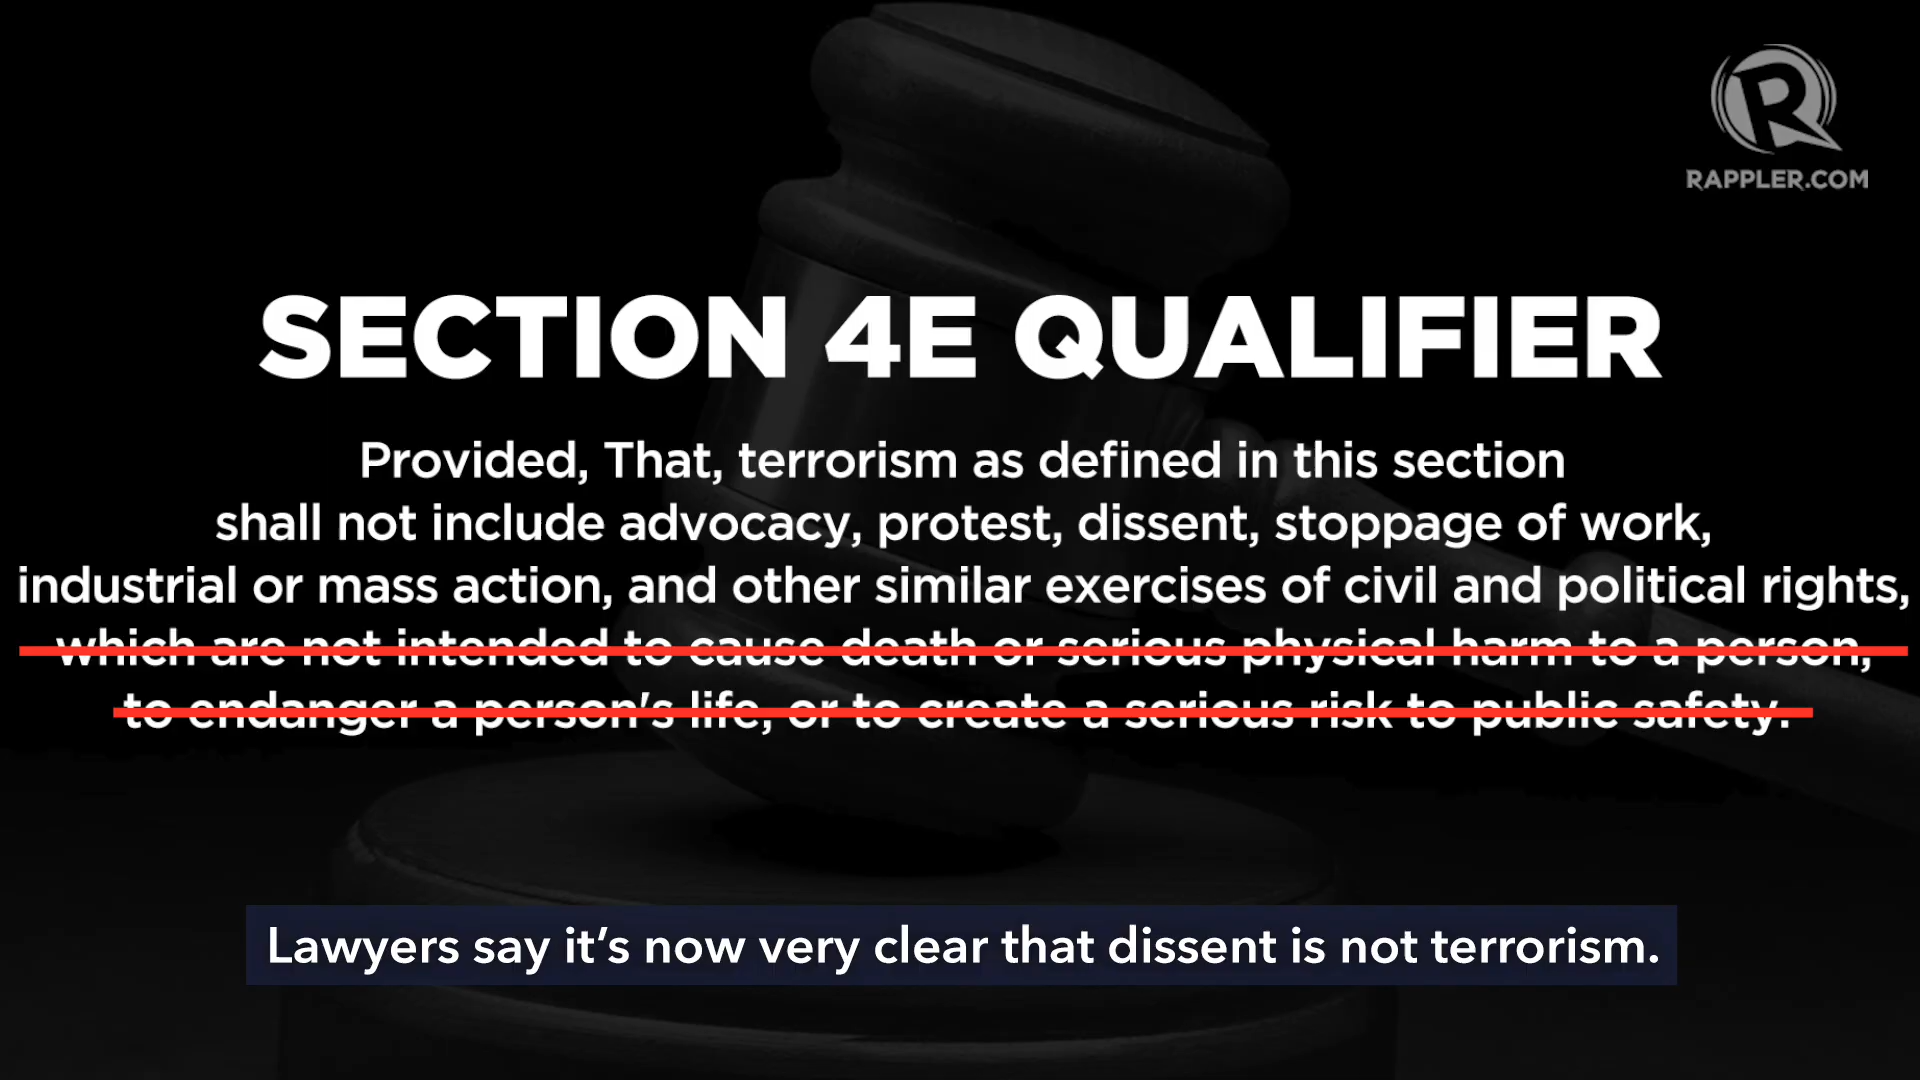 RAPPLER.COM
SECTION 4E QUALIFIER
Provided, That, terrorism as defined in this section
shall not include advocacy, protest, dissent, stoppage of work,
industrial or mass action, and other similar exercises of civil and political rights,
which are not intended to cause death or serious physical harm to a person,
to endanger a person's life, or to create a serious risk to public safety.
Lawyers say it’s now very clear that dissent is not terrorism.